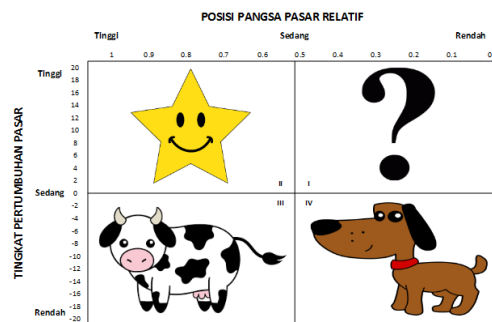 POSISI PANGSA PASAR RELATIF
Tinggi Sedang Rendah
1 0.9 0.8 0.7 0.6 0.5 0.4 0.3 0.2 0.1 0
TINGKAT PERTUMBUHAN PASAR
Tinggi
20
18
16
14
12
10
8
6
4
2
II I
Sedang
0
III IV
-2
-4
-6
-8
-10
-12
-14
-16
-18
Rendah
-20